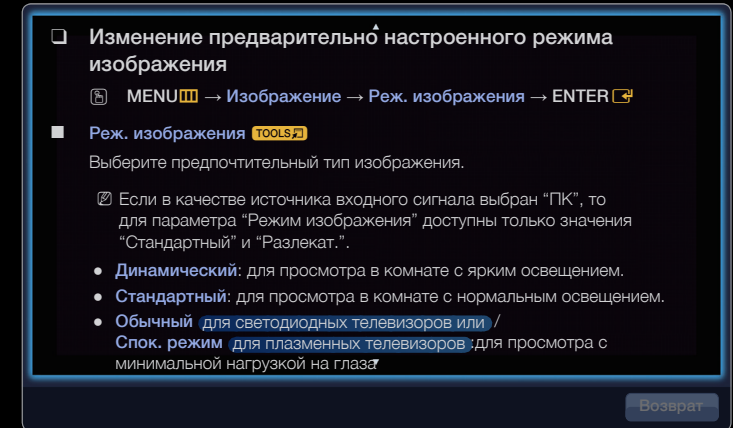 Изменение предварительно настроенного режима
изображения
MENU → Изображение → Реж. изображения → ENTER
Реж. изображения TOOLS
Выберите предпочтительный тип изображения.
Если в качестве источника входного сигнала выбран “ПК”, то
для параметра “Режим изображения” доступны только значения
“Стандартный” и “Разлекат.”.
● Динамический: для просмотра в комнате с ярким освещением.
● Стандартный: для просмотра в комнате с нормальным освещением.
● Обычный для светодиодных телевизоров или /
Спок. режим для плазменных телевизоров :для просмотра с
минимальной нагрузкой на глаза
Возврат